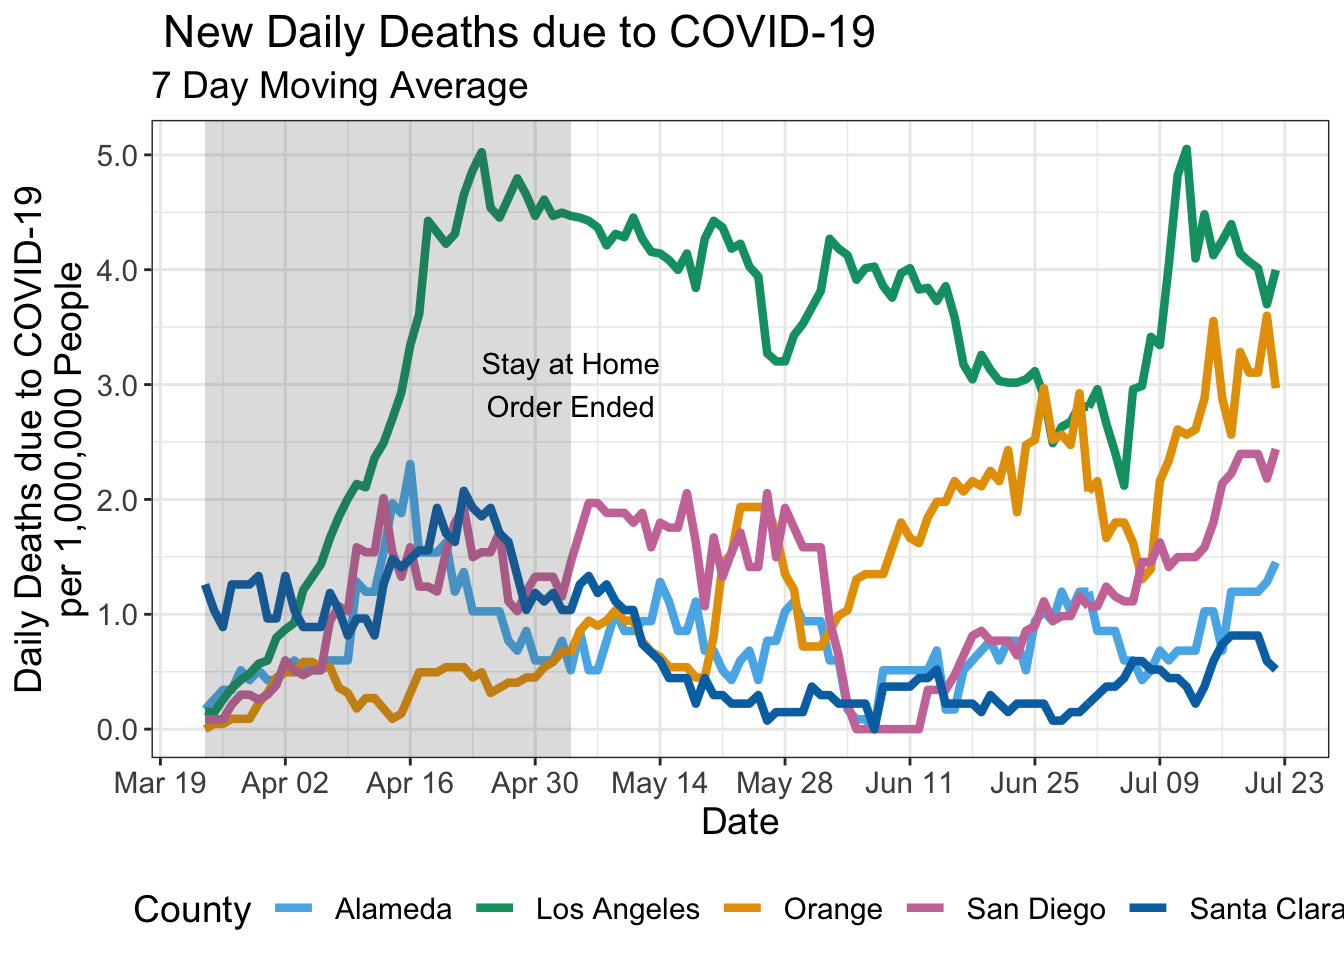 New Daily Deaths due to COVID-19
7 Day Moving Average
Daily Deaths due to COVID-19
per 1,000,000 People
5.0
4.0
3.0
2.0
1.0
0.0
Stay at Home
Order Ended
Mar 19 Apr 02 Apr 16 Apr 30 May 14 May 28 Jun 11 Jun 25 Jul 09 Jul 23
Date
County Alameda Los Angeles Orange San Diego Santa Clara